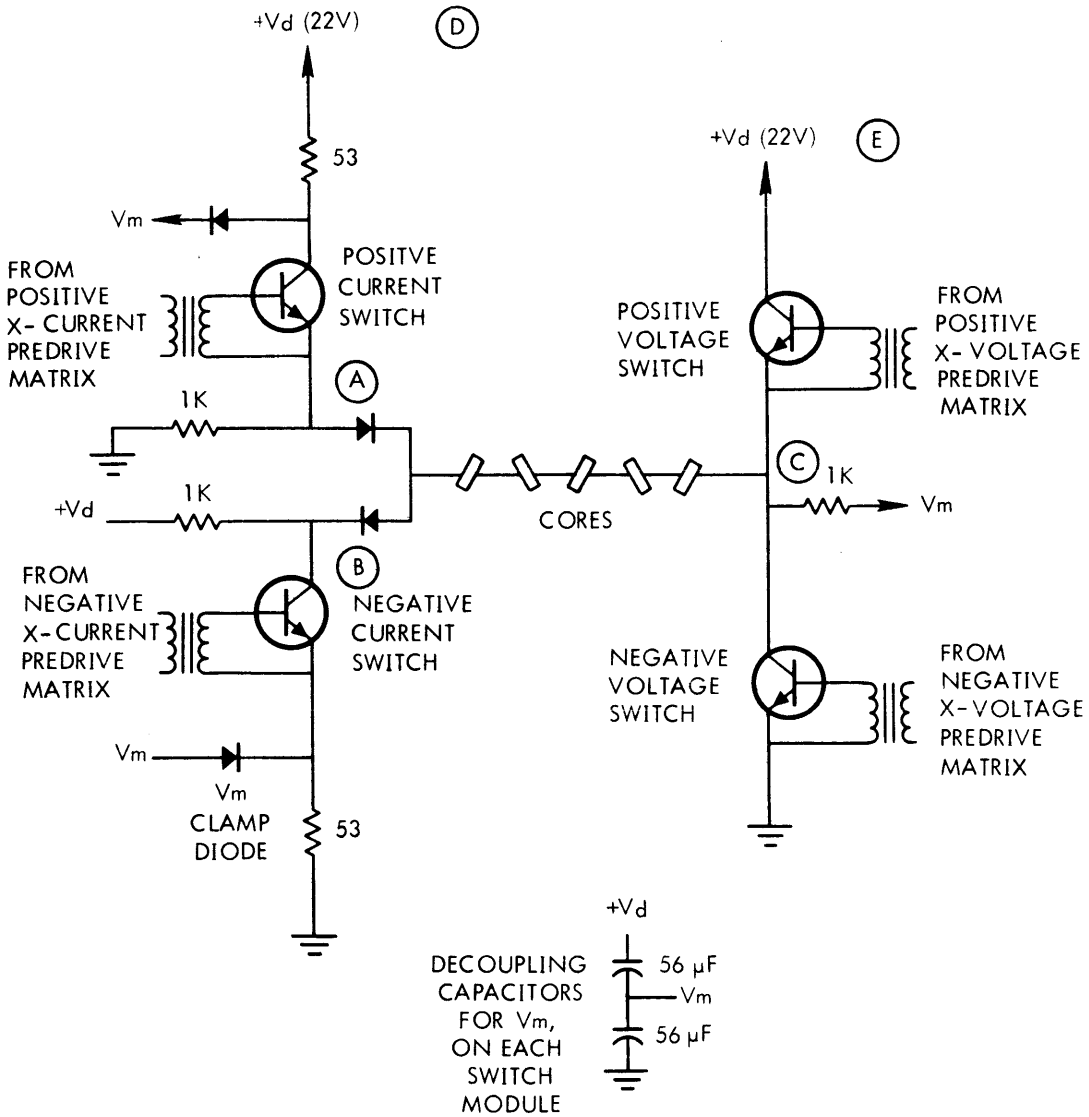 +Vd (22V)
D
53
Vm
POSITVE
CURRENT
SWITCH
FROM
POSITIVE
X- CURRENT
PREDRIVE
MATRIX
A
1K
1K
+Vd
B
FROM
NEGATIVE
X-CURRENT
PREDRIVE
MATRIX
NEGATIVE
CURRENT
SWITCH
Vm
Vm
CLAMP
DIODE
53
CORES
+Vd (22V)
E
POSITIVE
VOLTAGE
SWITCH
FROM
POSITIVE
X-VOLTAGE
PREDRIVE
MATRIX
C
1K
Vm
NEGATIVE
VOLTAGE
SWITCH
FROM
NEGATIVE
X-VOLTAGE
PREDRIVE
MATRIX
+Vd
DECOUPLING
CAPACITORS
FOR Vm,
ON EACH
SWITCH
MODULE
56 µF
Vm
56 µF